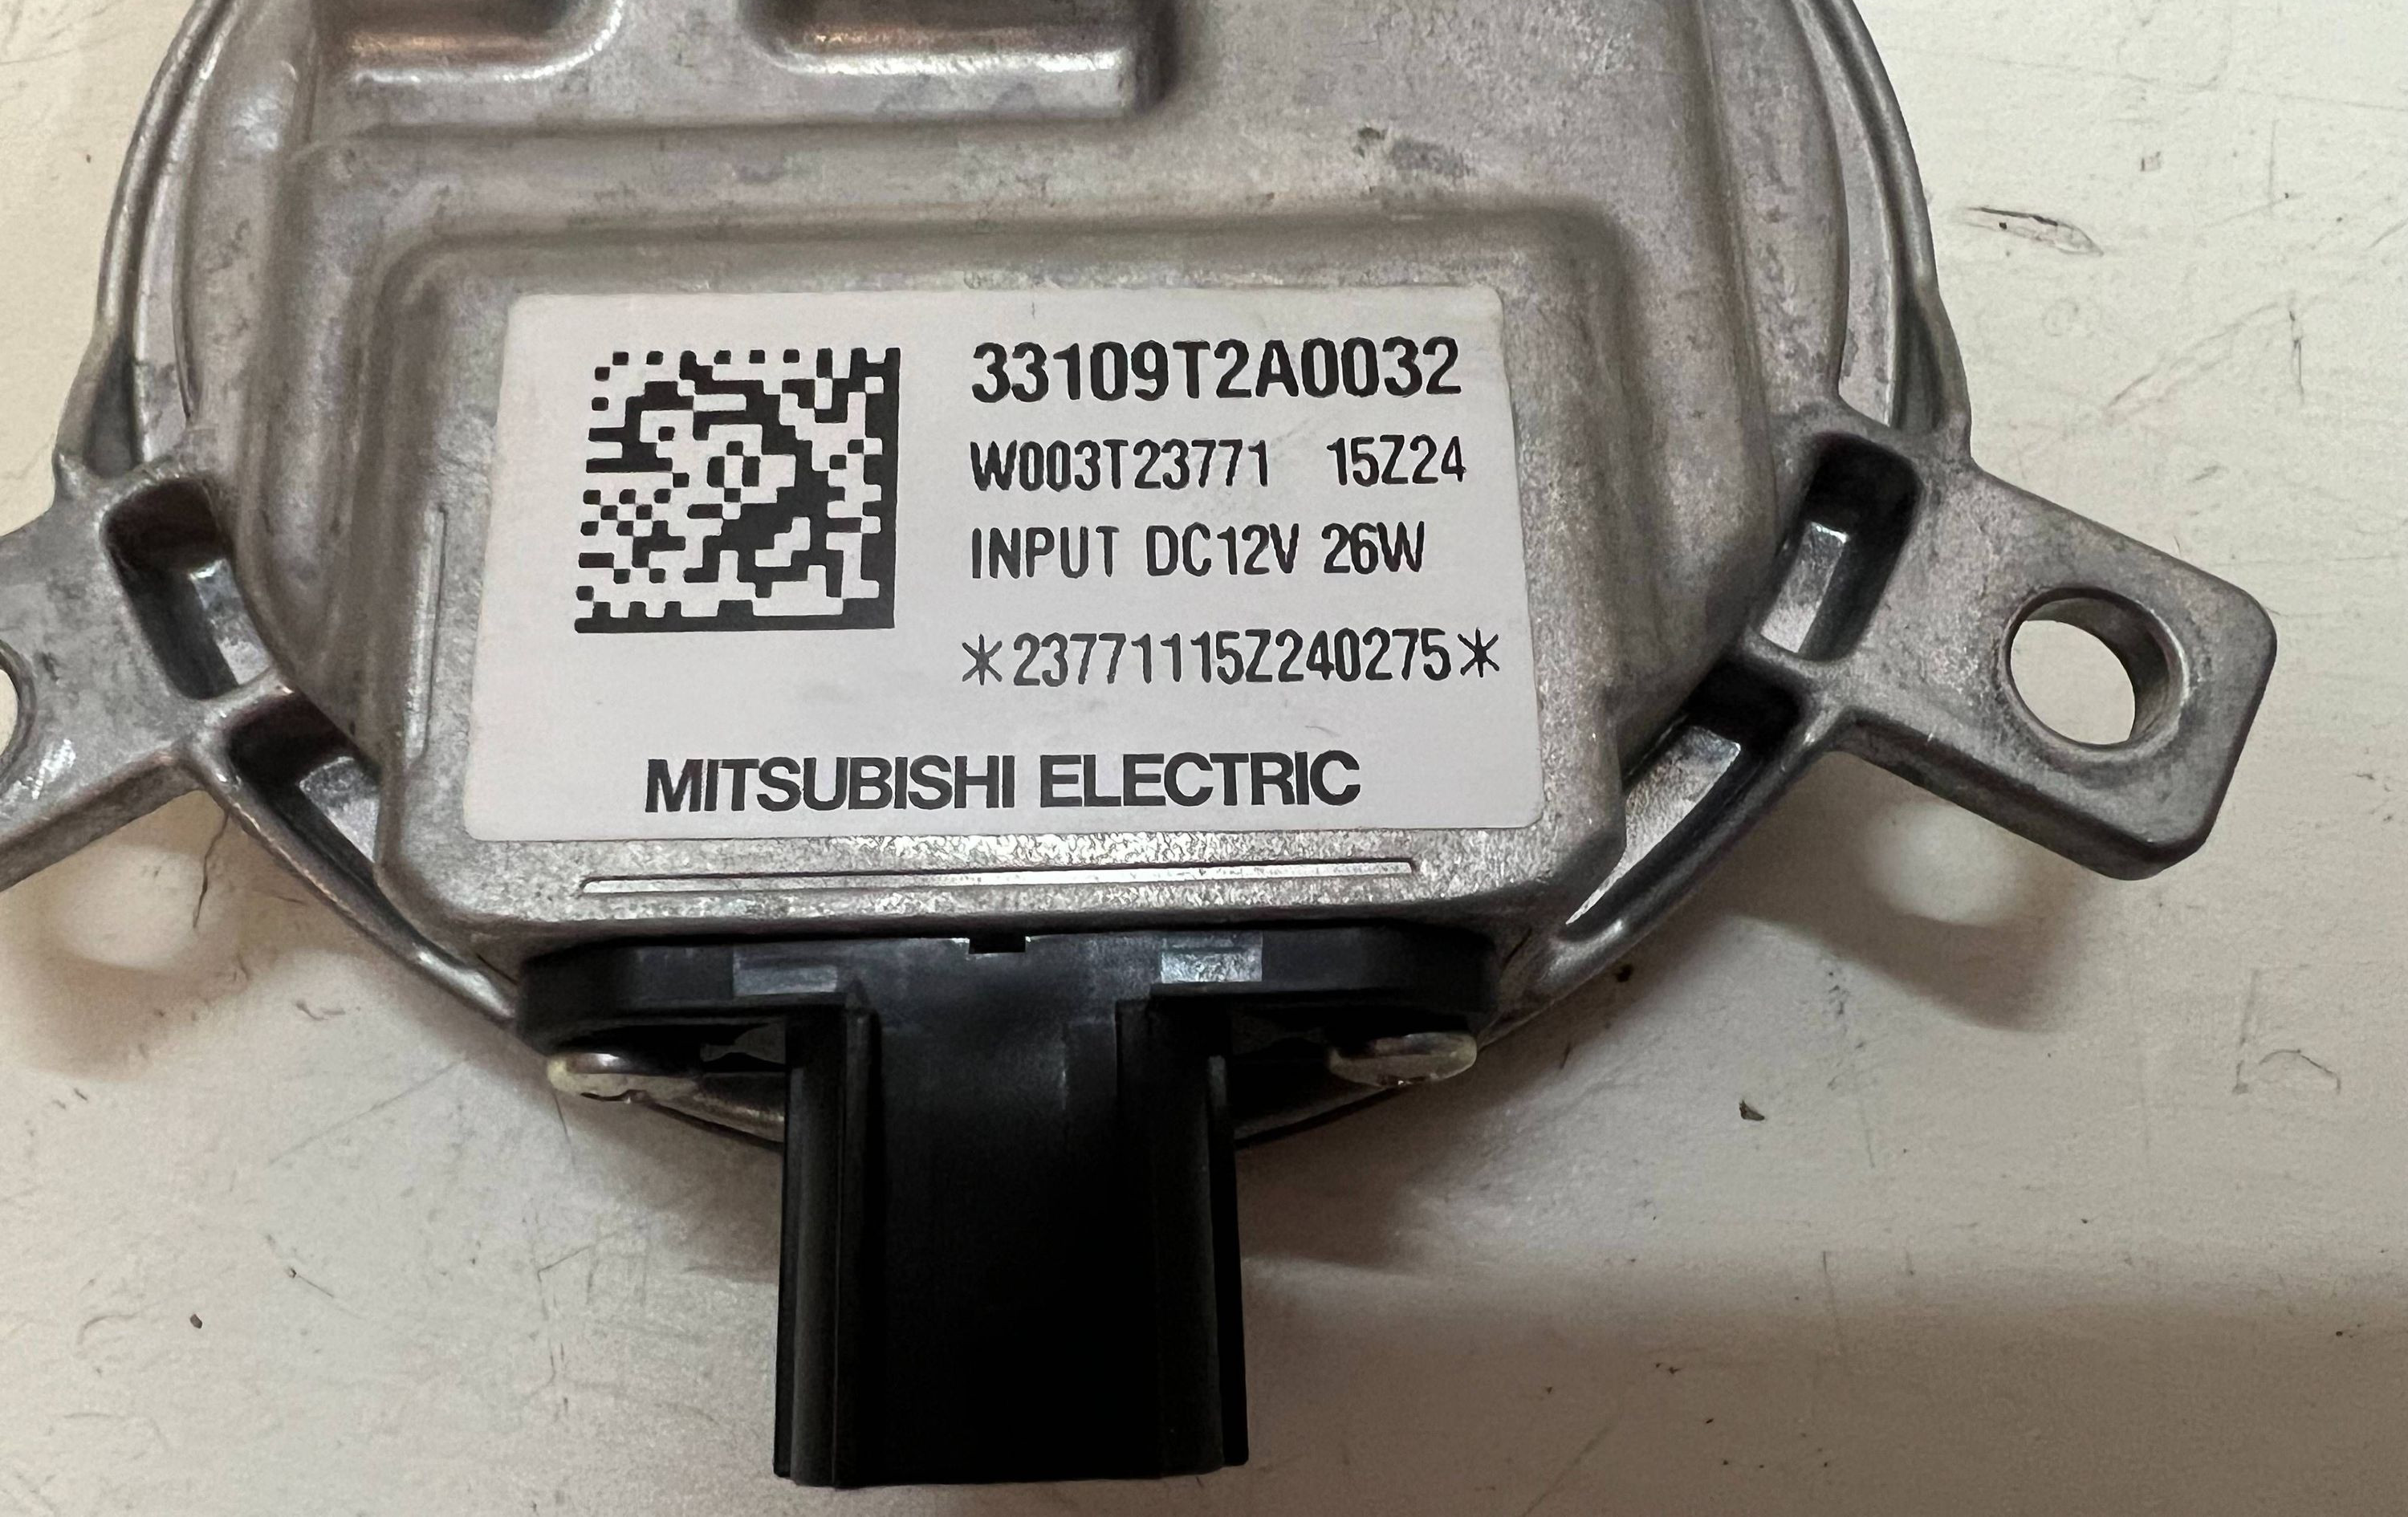 33109T2A0032
W003T23771 15Z24
INPUT DC12V 26W
*23771115Z240275*
MITSUBISHI ELECTRIC